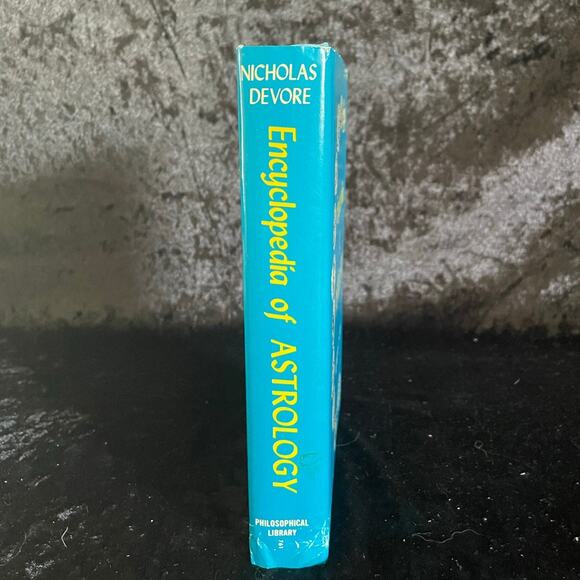 NICHOLAS
DEVORE
Encyclopedia of ASTROLOGY
PHILOSOPHICAL
LIBRARY